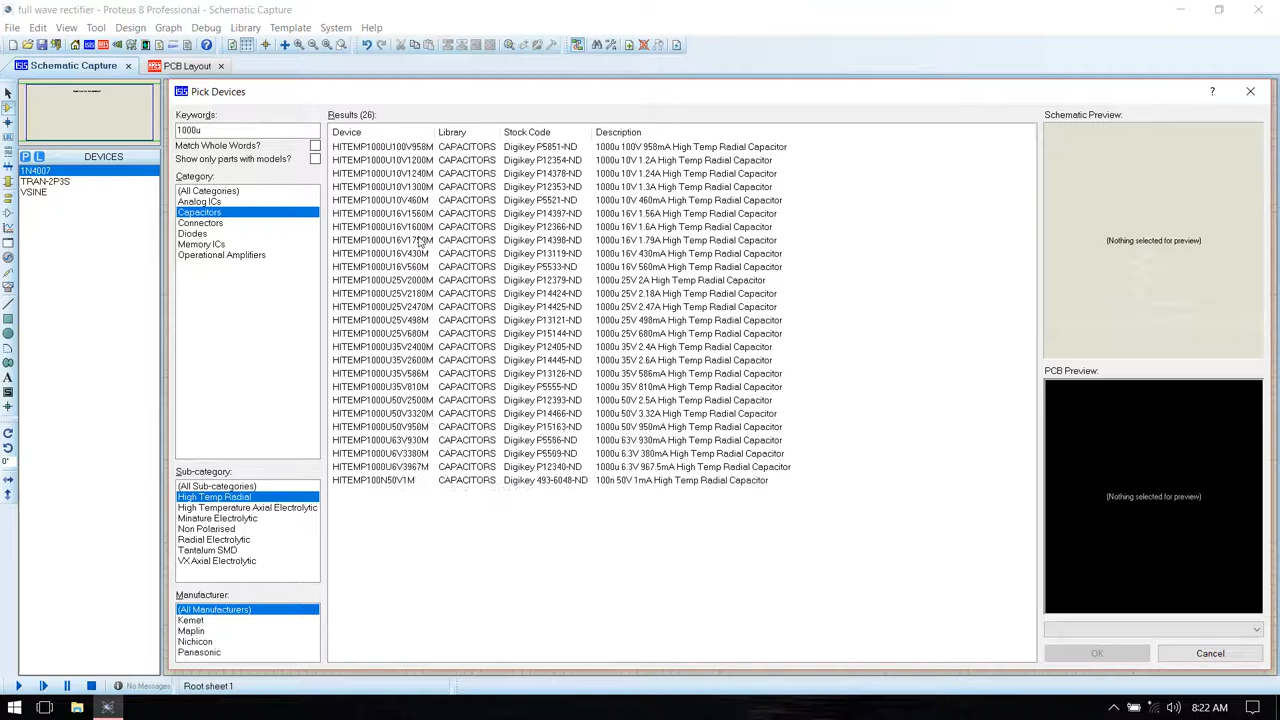 full wave rectifier - Proteus 8 Professional - Schematic Capture
File Edit View Tool Design Graph Debug Library Template System Help
Schematic Capture
PCB Layout
DEVICES
1N4007
TRAN-2P3S
VSINE
Pick Devices
Keywords:
1000u
Match Whole Words?
Show only parts with models?
Category:
(All Categories)
Analog ICs
Capacitors
Connectors
Diodes
Memory ICs
Operational Amplifiers
Sub-category:
(All Sub-categories)
High Temp Radial
High Temperature Axial Electrolytic
Minature Electrolytic
Non Polarised
Radial Electrolytic
Tantalum SMD
VX Axial Electrolytic
Manufacturer:
(All Manufacturers)
Kemet
Maplin
Nichicon
Panasonic
Results (26):
Device Library Stock Code Description
HITEMP1000U100V958M CAPACITORS Digikey P5851-ND 1000u 100V 958mA High Temp Radial Capacitor
HITEMP1000U10V1200M CAPACITORS Digikey P12354-ND 1000u 10V 1.2A High Temp Radial Capacitor
HITEMP1000U10V1240M CAPACITORS Digikey P14378-ND 1000u 10V 1.24A High Temp Radial Capacitor
HITEMP1000U10V1300M CAPACITORS Digikey P12353-ND 1000u 10V 1.3A High Temp Radial Capacitor
HITEMP1000U10V460M CAPACITORS Digikey P5521-ND 1000u 10V 460mA High Temp Radial Capacitor
HITEMP1000U16V1560M CAPACITORS Digikey P14397-ND 1000u 16V 1.56A High Temp Radial Capacitor
HITEMP1000U16V1600M CAPACITORS Digikey P12366-ND 1000u 16V 1.6A High Temp Radial Capacitor
CAPACITORS Digikey P14398-ND 1000u 16V 1.79A High Temp Radial Capacitor
HITEMP1000U16V430M CAPACITORS Digikey P13119-ND 1000u 16V 430mA High Temp Radial Capacitor
HITEMP1000U16V560M CAPACITORS Digikey P5533-ND 1000u 16V 560mA High Temp Radial Capacitor
HITEMP1000U25V2000M CAPACITORS Digikey P12379-ND 1000u 25V 2A High Temp Radial Capacitor
HITEMP1000U25V2180M CAPACITORS Digikey P14424-ND 1000u 25V 2.18A High Temp Radial Capacitor
HITEMP1000U25V2470M CAPACITORS Digikey P14425-ND 1000u 25V 2.47A High Temp Radial Capacitor
HITEMP1000U25V498M CAPACITORS Digikey P13121-ND 1000u 25V 498mA High Temp Radial Capacitor
HITEMP1000U25V680M CAPACITORS Digikey P15144-ND 1000u 25V 680mA High Temp Radial Capacitor
HITEMP1000U35V2400M CAPACITORS Digikey P12405-ND 1000u 35V 2.4A High Temp Radial Capacitor
HITEMP1000U35V2600M CAPACITORS Digikey P14445-ND 1000u 35V 2.6A High Temp Radial Capacitor
HITEMP1000U35V586M CAPACITORS Digikey P13126-ND 1000u 35V 586mA High Temp Radial Capacitor
HITEMP1000U35V810M CAPACITORS Digikey P5555-ND 1000u 35V 810mA High Temp Radial Capacitor
HITEMP1000U50V2500M CAPACITORS Digikey P12393-ND 1000u 50V 2.5A High Temp Radial Capacitor
HITEMP1000U50V3320M CAPACITORS Digikey P14466-ND 1000u 50V 3.32A High Temp Radial Capacitor
HITEMP1000U50V950M CAPACITORS Digikey P15163-ND 1000u 50V 950mA High Temp Radial Capacitor
HITEMP1000U63V930M CAPACITORS Digikey P5586-ND 1000u 63V 930mA High Temp Radial Capacitor
HITEMP1000U6V3380M CAPACITORS Digikey P5509-ND 1000u 6.3V 380mA High Temp Radial Capacitor
HITEMP1000U6V3967M CAPACITORS Digikey P12340-ND 1000u 6.3V 967.5mA High Temp Radial Capacitor
HITEMP100N50V1M CAPACITORS Digikey 493-6048-ND 100n 50V 1mA High Temp Radial Capacitor
Schematic Preview:
(Nothing selected for preview)
PCB Preview:
(Nothing selected for preview)
OK
Cancel
No Messages
Root sheet 1
8:22 AM